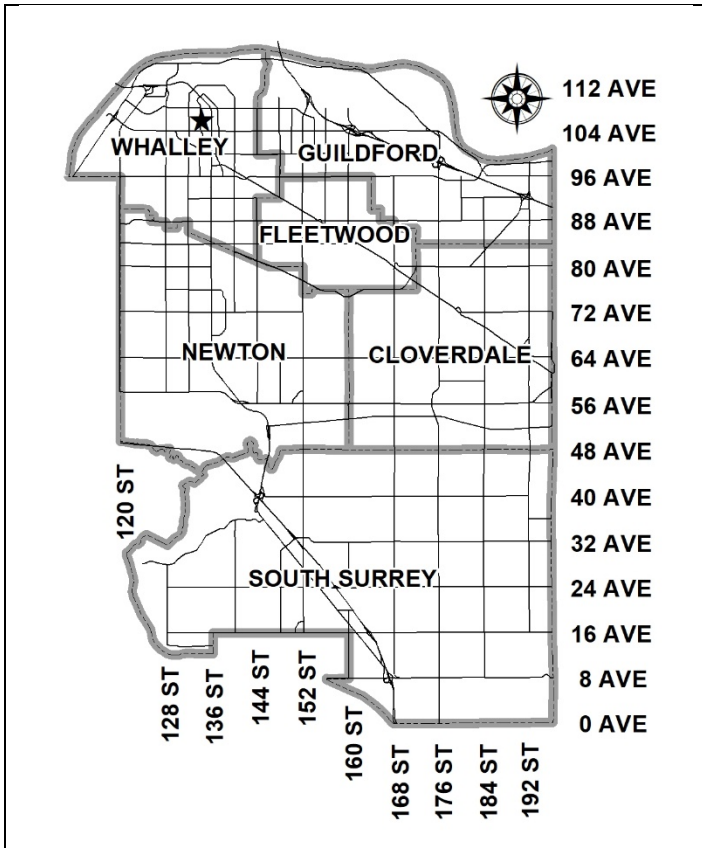 112 AVE
104 AVE
WHALLEY
GUILDFORD
96 AVE
88 AVE
FLEETWOOD
80 AVE
72 AVE
NEWTON
CLOVERDALE
64 AVE
56 AVE
48 AVE
120 ST
40 AVE
32 AVE
SOUTH SURREY
24 AVE
16 AVE
8 AVE
0 AVE
128 ST
136 ST
144 ST
152 ST
160 ST
168 ST
176 ST
184 ST
192 ST